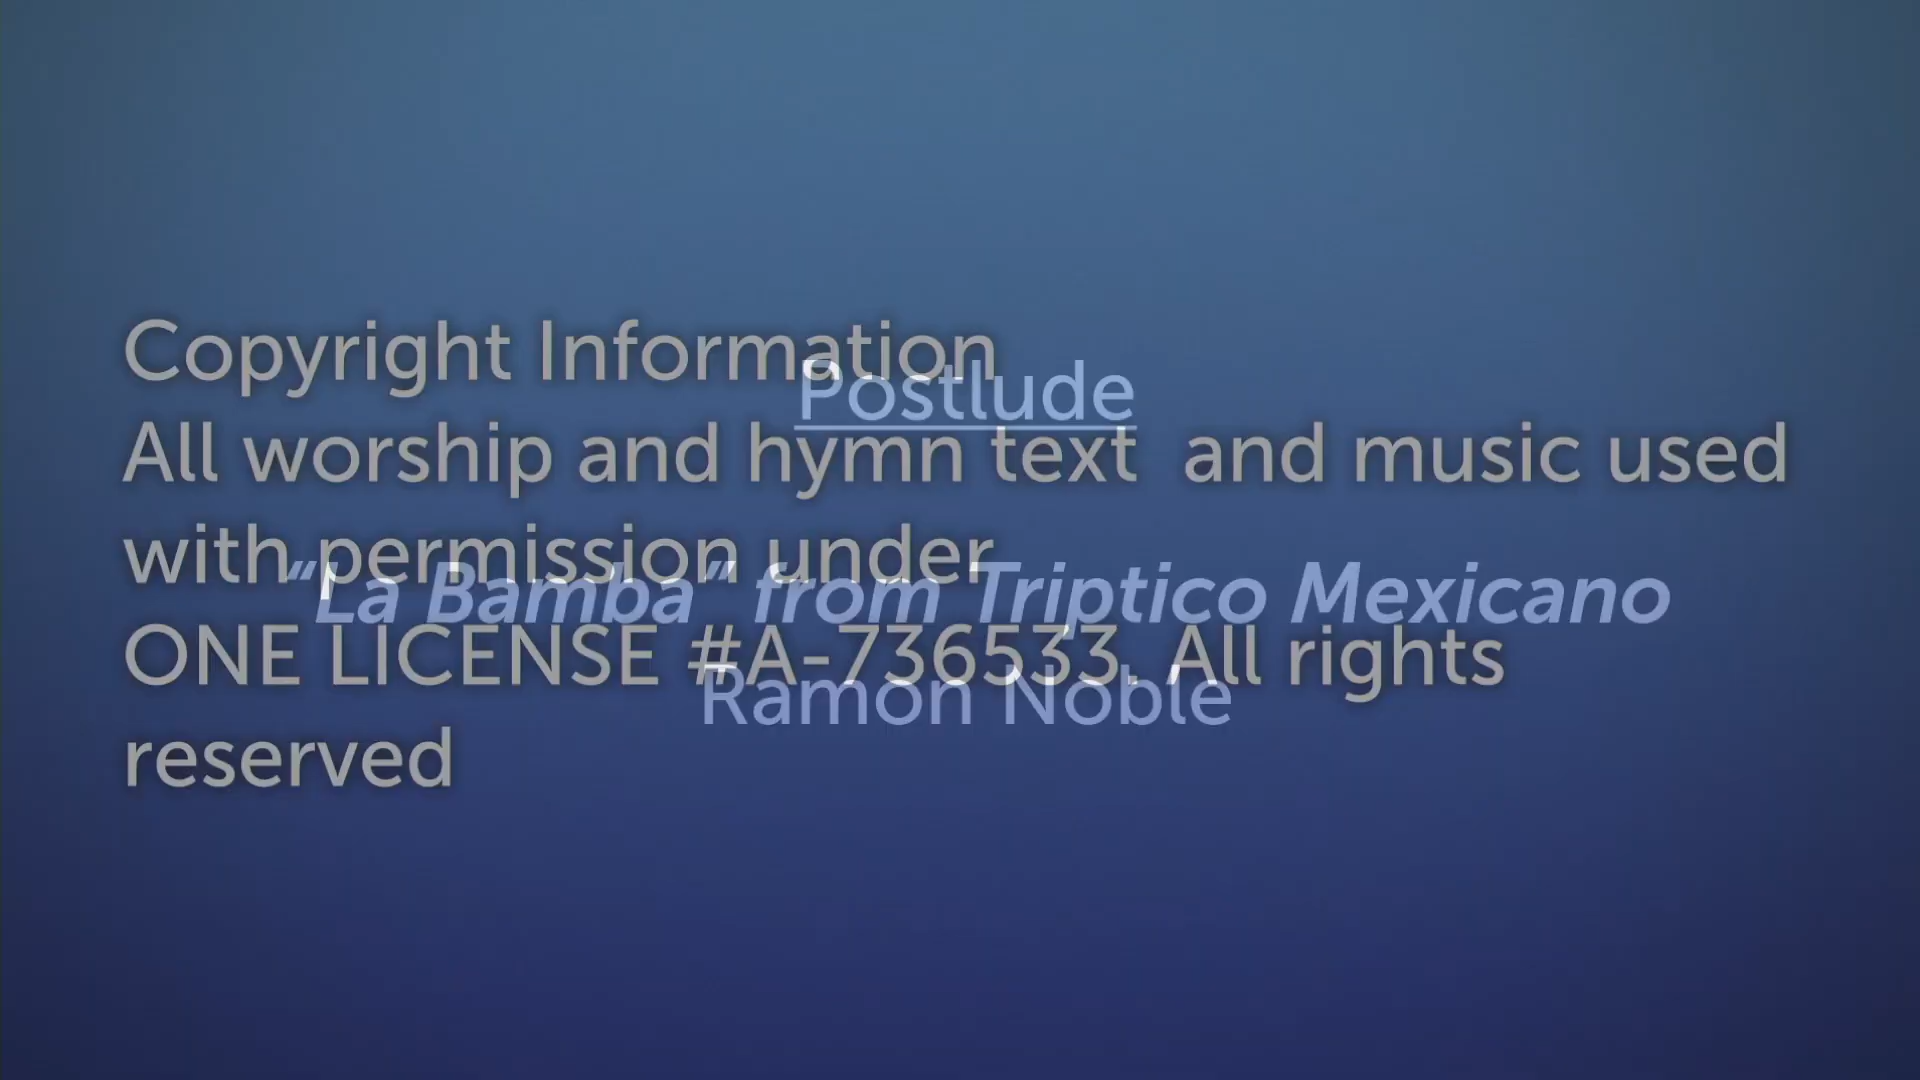 Copyright Information
All worship and hymn text  and music used
with permission under
ONE LICENSE #A-736533. All rights
reserved
Postlude
“La Bamba” from Triptico Mexicano
Ramon Noble